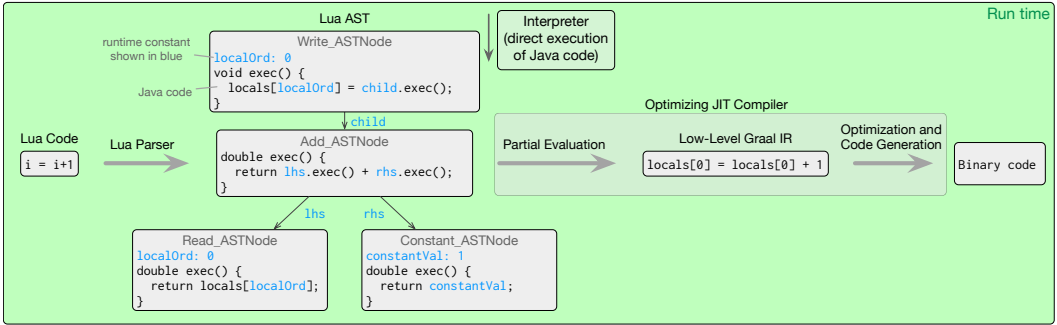 Run time
Lua AST
Interpreter
(direct execution
of Java code)
runtime constant
shown in blue
Java code
Write_ASTNode
localOrd: 0
void exec() {
  locals[localOrd] = child.exec();
}
child
Lua Code
i = i+1
Lua Parser
Add_ASTNode
double exec() {
  return lhs.exec() + rhs.exec();
}
lhs
rhs
Read_ASTNode
localOrd: 0
double exec() {
  return locals[localOrd];
}
Constant_ASTNode
constantVal: 1
double exec() {
  return constantVal;
}
Optimizing JIT Compiler
Partial Evaluation
Low-Level Graal IR
locals[0] = locals[0] + 1
Optimization and
Code Generation
Binary code